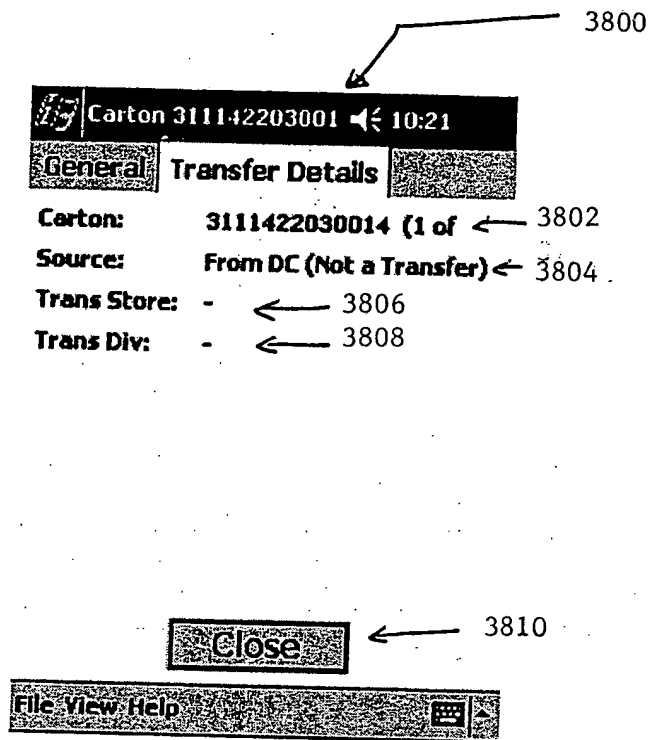 3800
Carton 311142203001 10:21
General Transfer Details
Carton: 3111422030014 (1 of 3802
Source: From DC (Not a Transfer) 3804
Trans Store: - 3806
Trans Div: - 3808
Close 3810
File View Help